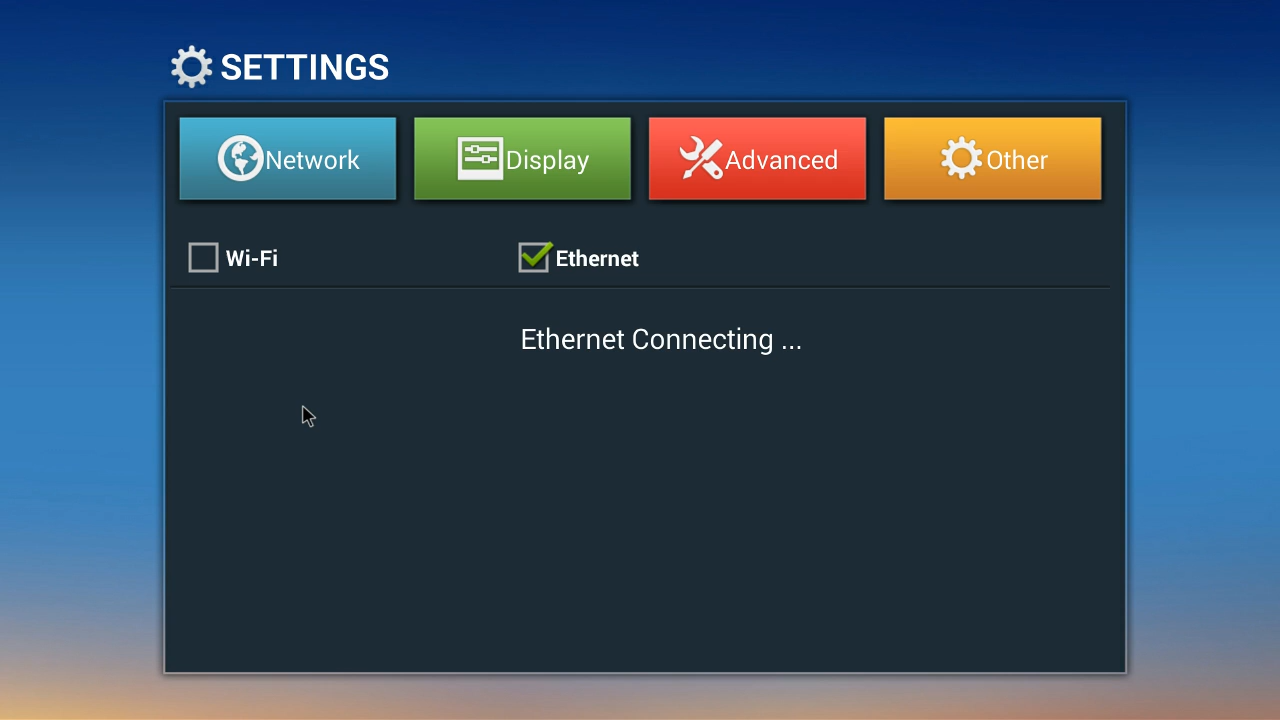 SETTINGS
Network Display Advanced Other
Wi-Fi Ethernet
Ethernet Connecting ...